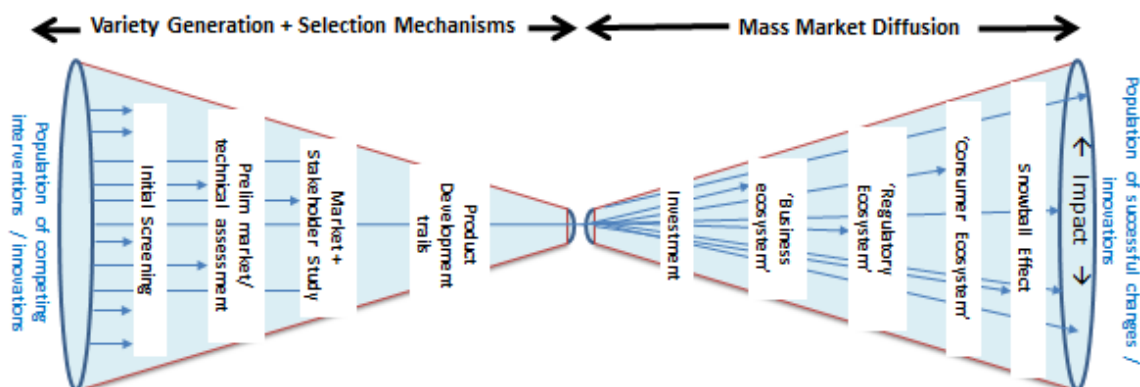 Variety Generation + Selection Mechanisms
Mass Market Diffusion
Population of competing
interventions / innovations
Initial Screening
Prelim market/
technical assessment
Market+
Stakeholder Study
Product
Development
trails
Investment
‘Business
ecosystem’
‘Regulatory
Ecosystem’
‘Consumer Ecosystem’
Snowball Effect
Impact
Population of successful changes /
innovations